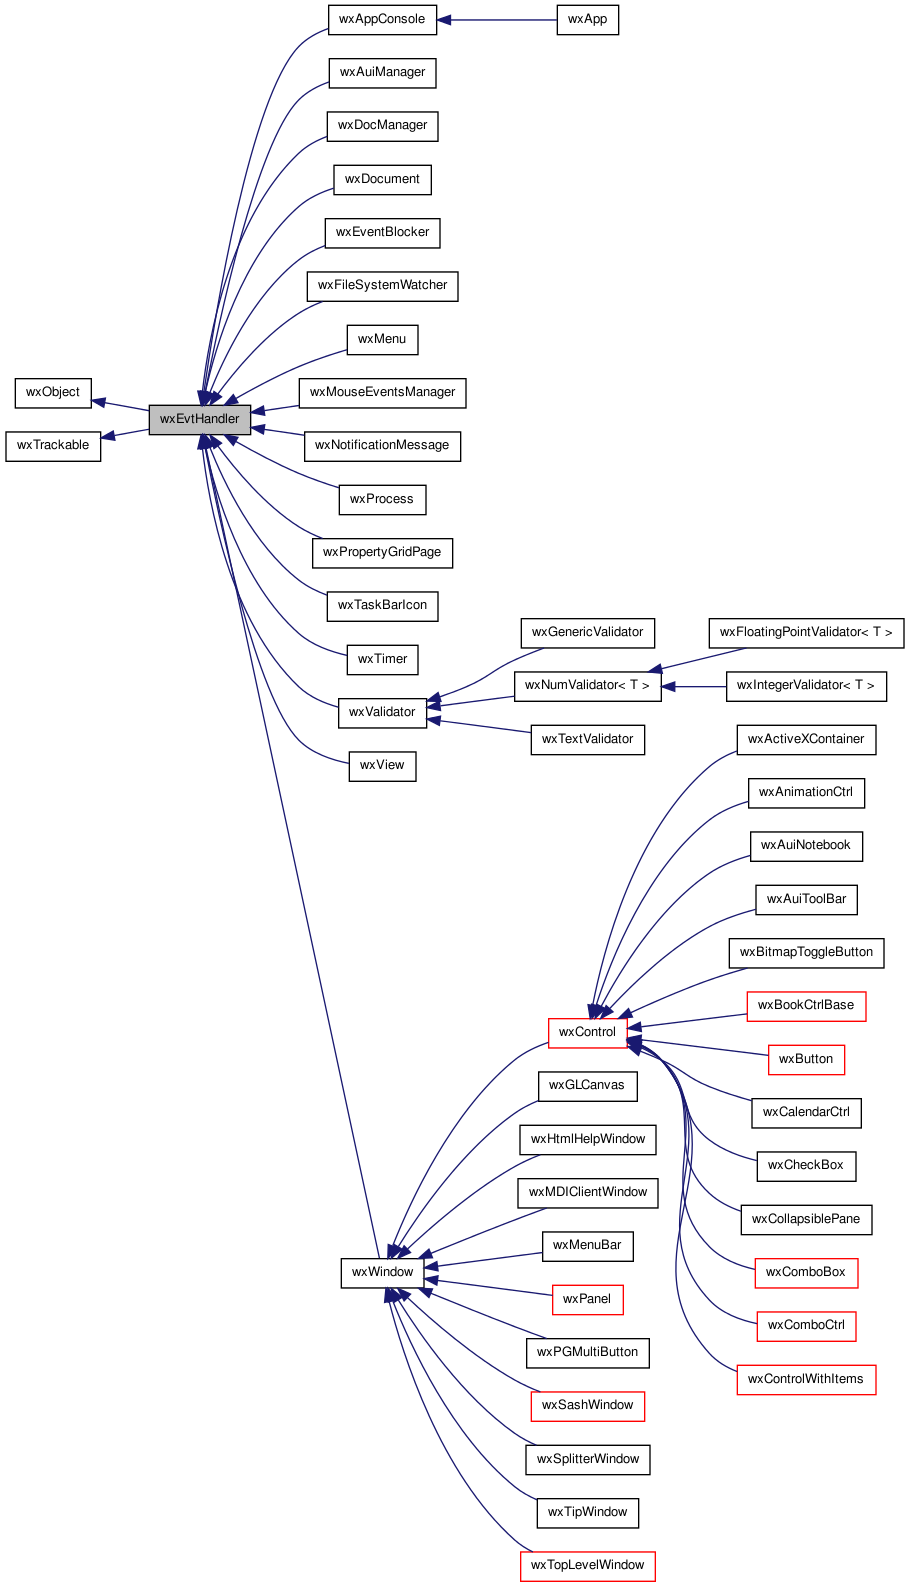 wxAppConsole
wxApp
wxAuiManager
wxDocManager
wxDocument
wxEventBlocker
wxFileSystemWatcher
wxMenu
wxObject
wxMouseEventsManager
wxEvtHandler
wxTrackable
wxNotificationMessage
wxProcess
wxPropertyGridPage
wxTaskBarIcon
wxGenericValidator
wxFloatingPointValidator< T >
wxTimer
wxNumValidator< T >
wxIntegerValidator< T >
wxValidator
wxTextValidator
wxActiveXContainer
wxView
wxAnimationCtrl
wxAuiNotebook
wxAuiToolBar
wxBitmapToggleButton
wxBookCtrlBase
wxControl
wxButton
wxGLCanvas
wxCalendarCtrl
wxHtmlHelpWindow
wxCheckBox
wxMDIClientWindow
wxCollapsiblePane
wxMenuBar
wxWindow
wxComboBox
wxPanel
wxComboCtrl
wxPGMultiButton
wxControlWithItems
wxSashWindow
wxSplitterWindow
wxTipWindow
wxTopLevelWindow